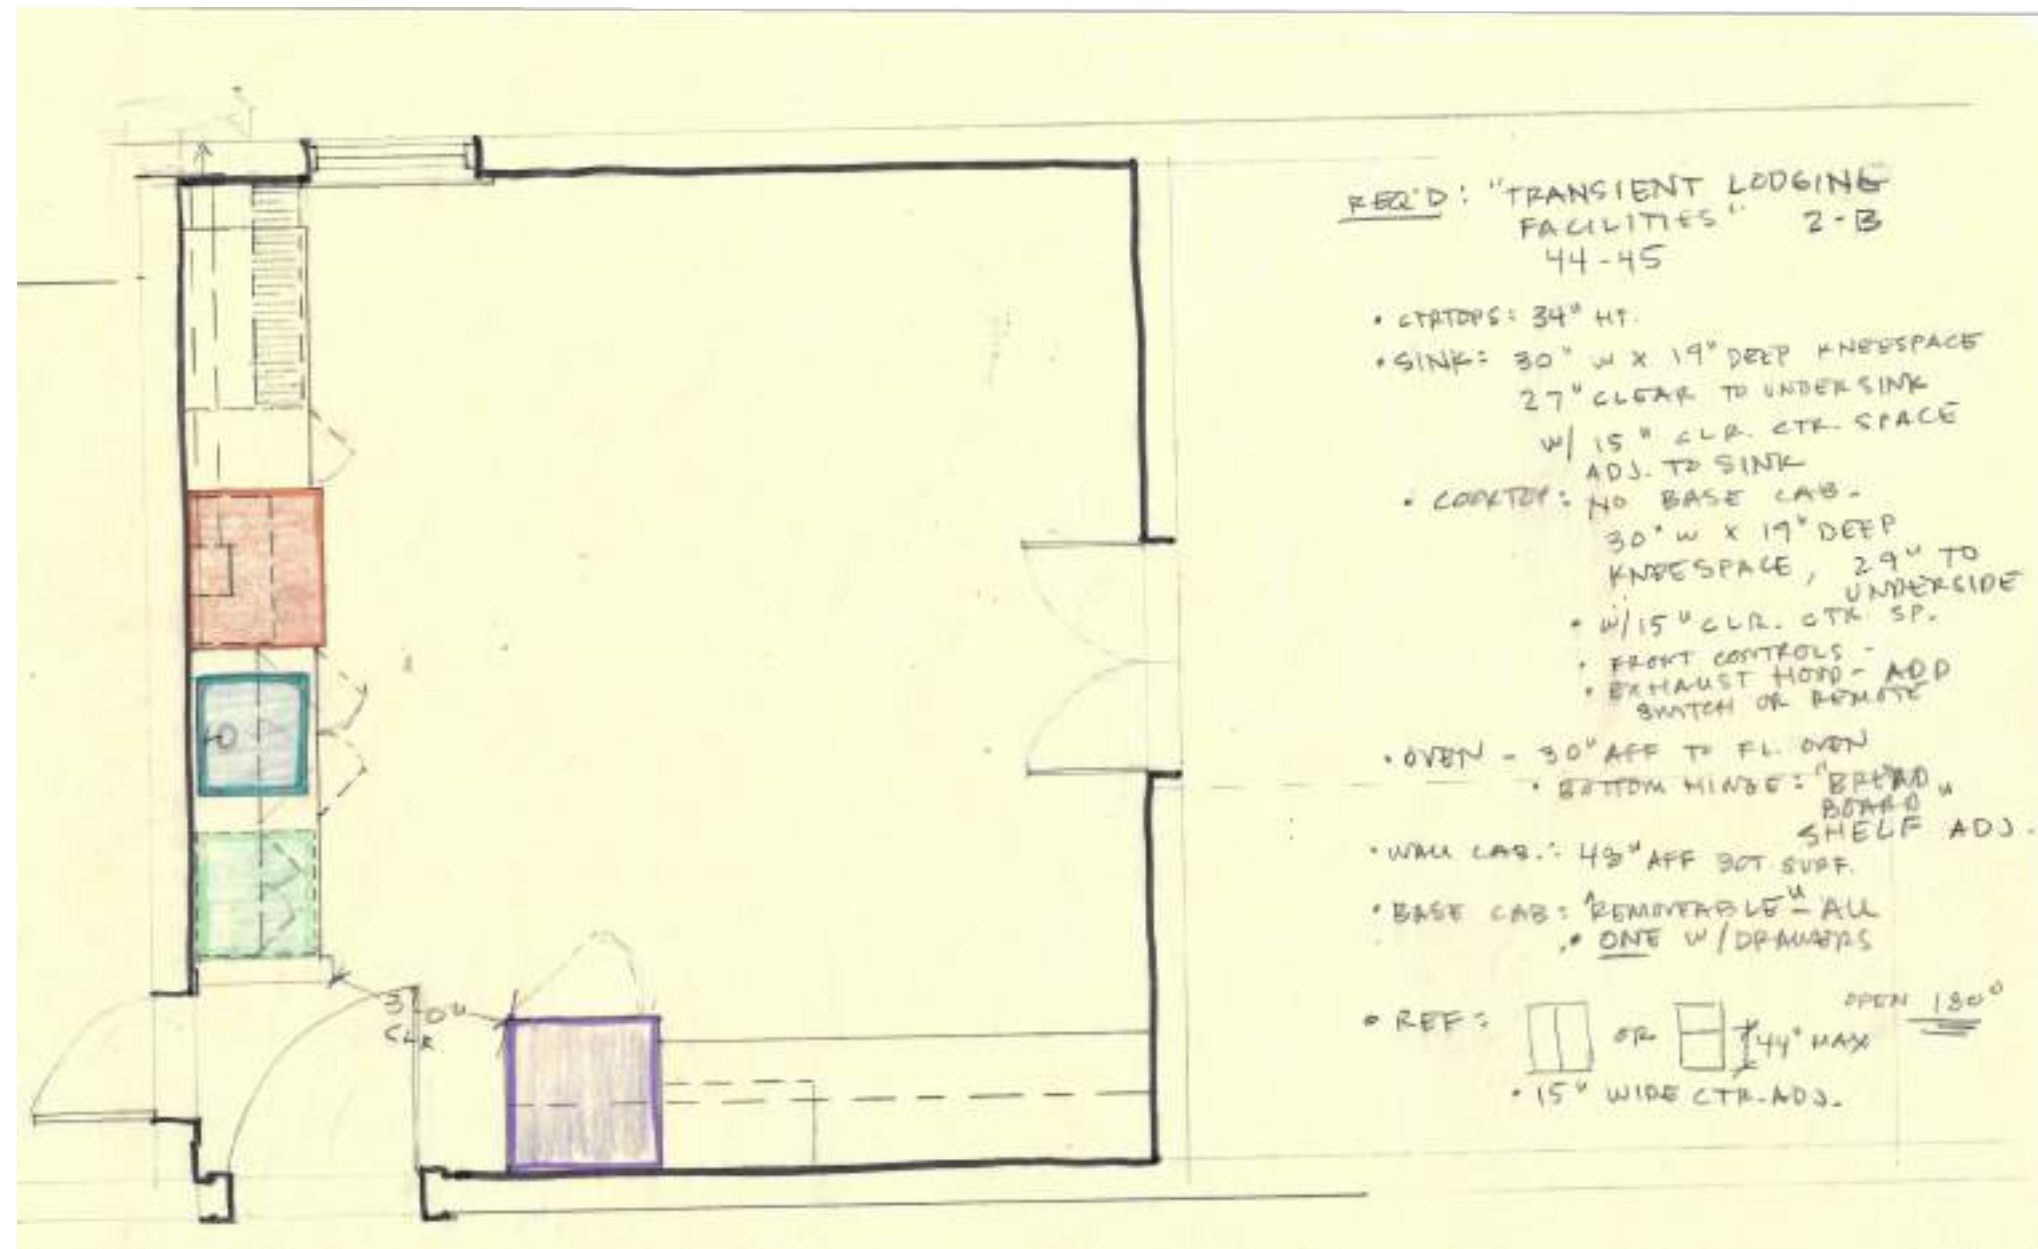 REQ'D: "TRANSIENT LODGING
FACILITIES" 2-B
44-45
• CTRTOPS: 34" HT.
• SINK: 30" W X 19" DEEP KNEESPACE
27" CLEAR TO UNDERSINK
W/ 15" CLR. CTR. SPACE
ADJ. TO SINK
• COOKTOP: NO BASE CAB.
30" W X 19" DEEP
KNEESPACE, 29" TO
UNDERSIDE
• W/15" CLR. CTR. SP.
• FRONT CONTROLS -
• EXHAUST HOOD - ADD
SWITCH OR REMOTE
• OVEN - 30" AFF TO FL. OVEN
• BOTTOM HINGE: "BREAD
BOARD"
SHELF ADJ.
• WALL CAB.: 48" AFF BOT SURF.
• BASE CAB: "REMOVEABLE" - ALL
• ONE W/DRAWERS
• REF: OR 44" MAX OPEN 180°
• 15" WIDE CTR. ADJ.
3'0"
CLR